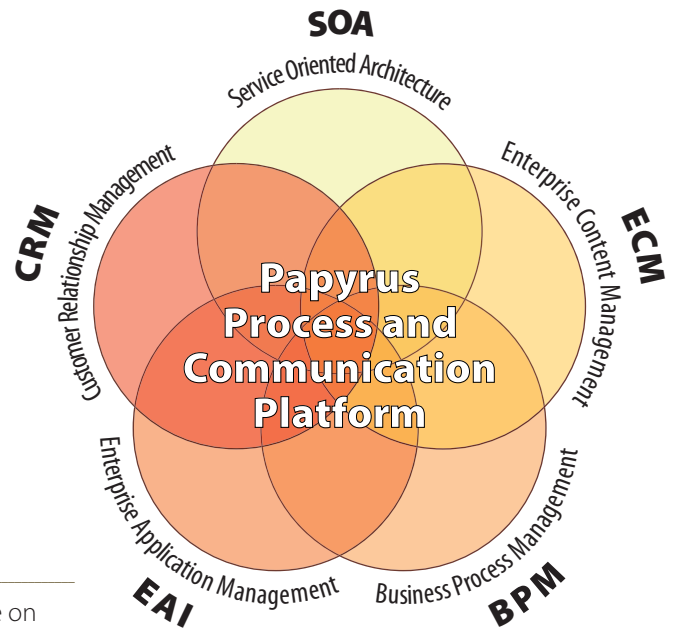 SOA
Service Oriented Architecture
CRM
Customer Relationship Management
Enterprise Content Management
ECM
Papyrus
Process and
Communication
Platform
Enterprise Application Management
EAI
Business Process Management
BPM
e on